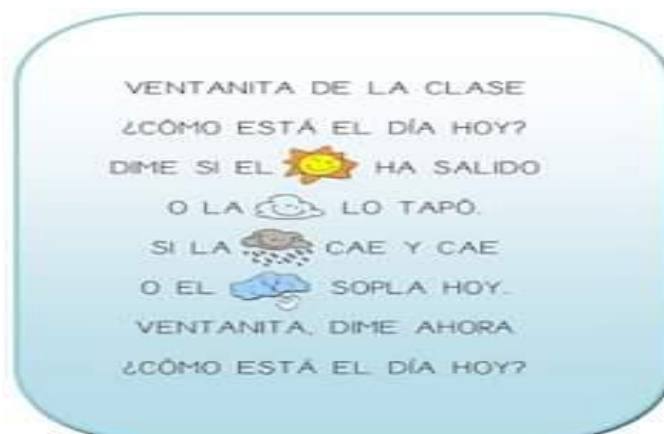 VENTANITA DE LA CLASE
¿CÓMO ESTÁ EL DÍA HOY?
DIME SI EL HA SALIDO
O LA LO TAPÓ.
SI LA CAE Y CAE
O EL SOPLA HOY.
VENTANITA, DIME AHORA
¿CÓMO ESTÁ EL DÍA HOY?